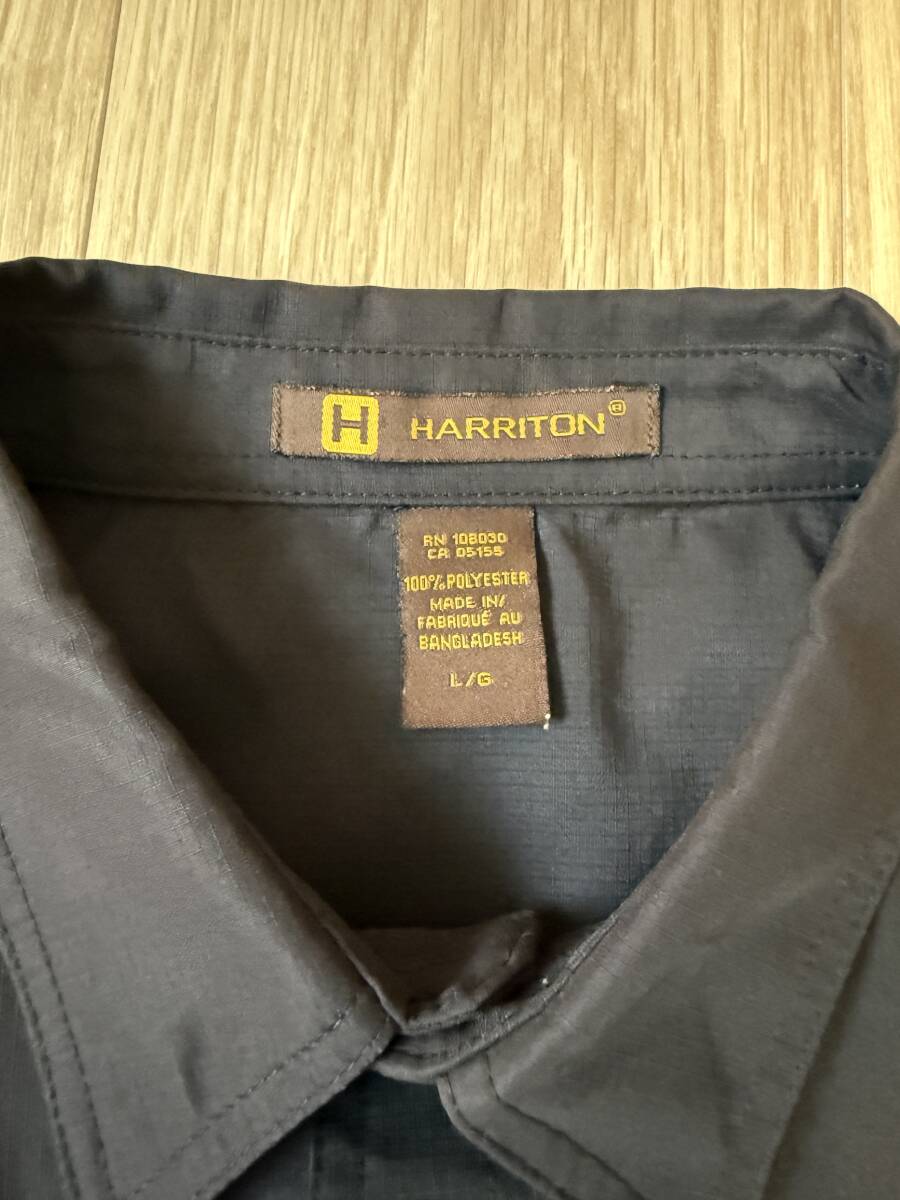 H HARRITON®
RN 108030
CA 05155
100% POLYESTER
MADE IN/
FABRIQUÉ AU
BANGLADESH
L/G